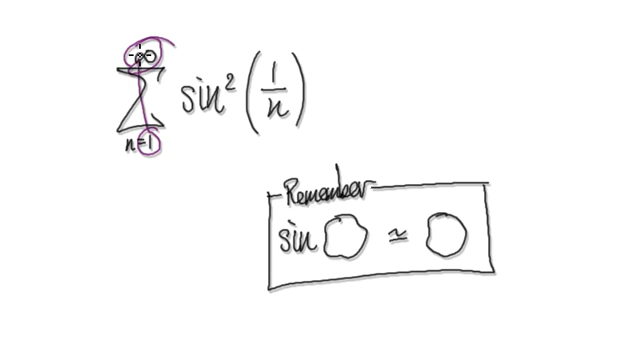 ∞
∑ sin² (1/n)
n=1
Remember
sin ◯ ≃ ◯